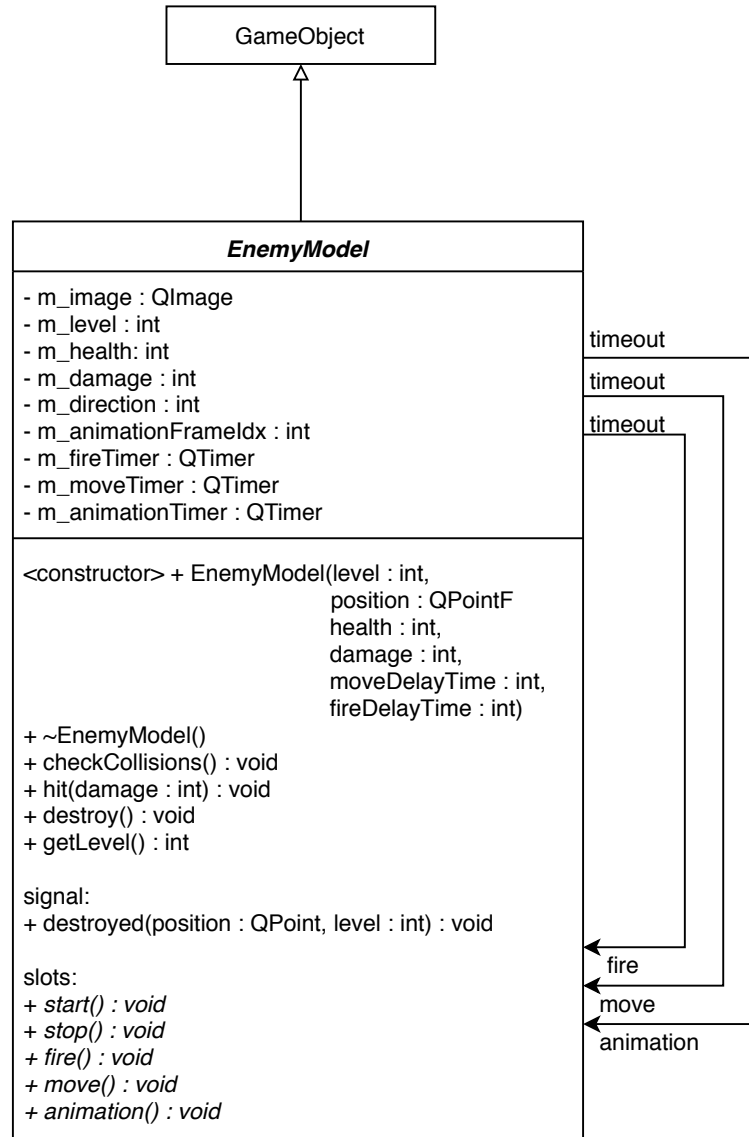 GameObject
EnemyModel
- m_image : QImage
- m_level : int
- m_health: int
- m_damage : int
- m_direction : int
- m_animationFrameIdx : int
- m_fireTimer : QTimer
- m_moveTimer : QTimer
- m_animationTimer : QTimer
timeout
timeout
timeout
<constructor> + EnemyModel(level : int,
position : QPointF
health : int,
damage : int,
moveDelayTime : int,
fireDelayTime : int)
+ ~EnemyModel()
+ checkCollisions() : void
+ hit(damage : int) : void
+ destroy() : void
+ getLevel() : int
signal:
+ destroyed(position : QPoint, level : int) : void
slots:
+ start() : void
+ stop() : void
+ fire() : void
+ move() : void
+ animation() : void
fire
move
animation